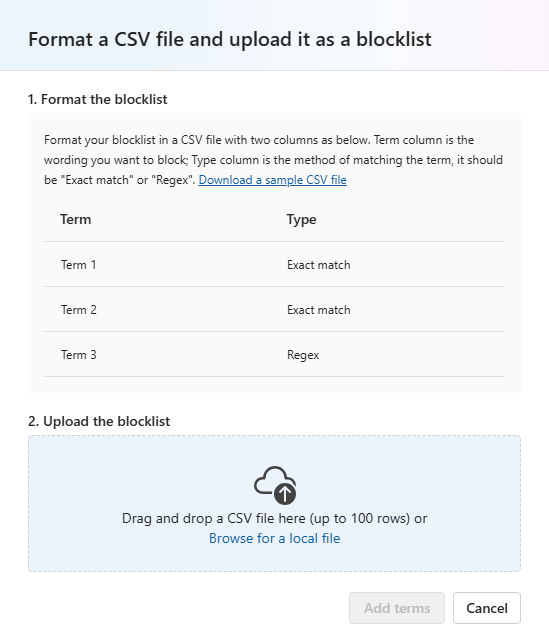 Format a CSV file and upload it as a blocklist
1. Format the blocklist
Format your blocklist in a CSV file with two columns as below. Term column is the
wording you want to block; Type column is the method of matching the term, it should
be "Exact match" or "Regex". Download a sample CSV file
Term Type
Term 1 Exact match
Term 2 Exact match
Term 3 Regex
2. Upload the blocklist
Drag and drop a CSV file here (up to 100 rows) or
Browse for a local file
Add terms Cancel